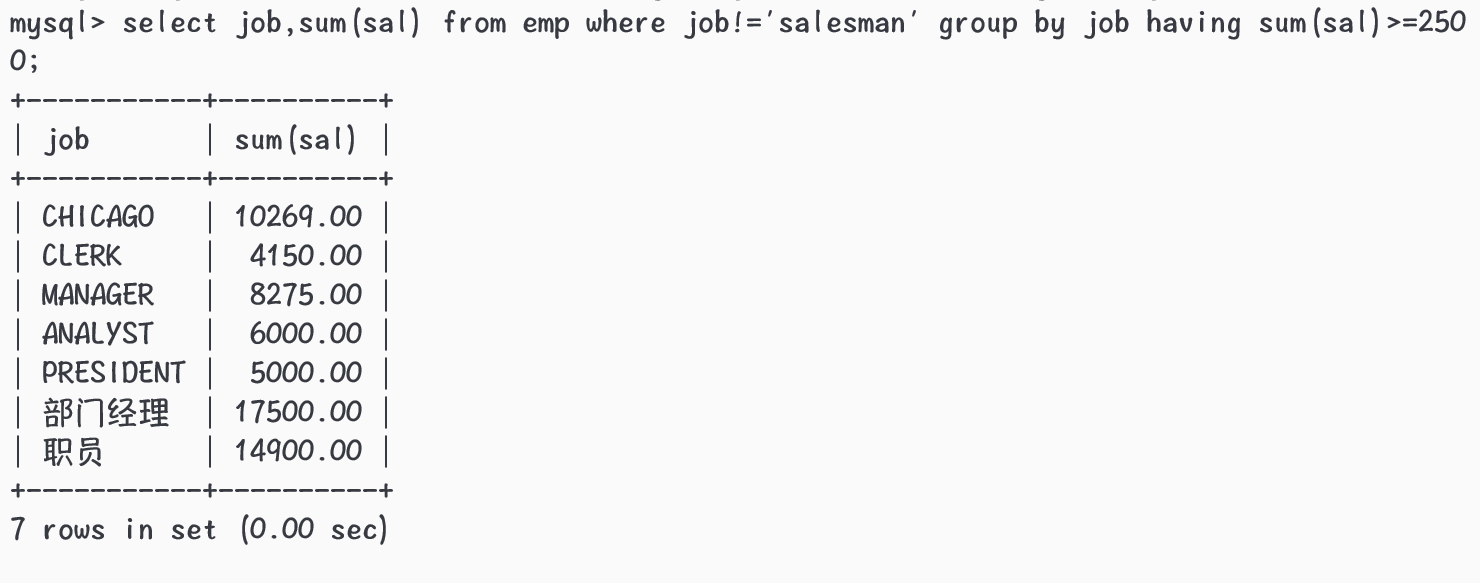 mysql> select job,sum(sal) from emp where job!='salesman' group by job having sum(sal)>=250
0;
+-----------+----------+
| job       | sum(sal) |
+-----------+----------+
| CHICAGO   | 10269.00 |
| CLERK     |  4150.00 |
| MANAGER   |  8275.00 |
| ANALYST   |  6000.00 |
| PRESIDENT |  5000.00 |
| 部门经理  | 17500.00 |
| 职员      | 14900.00 |
+-----------+----------+
7 rows in set (0.00 sec)